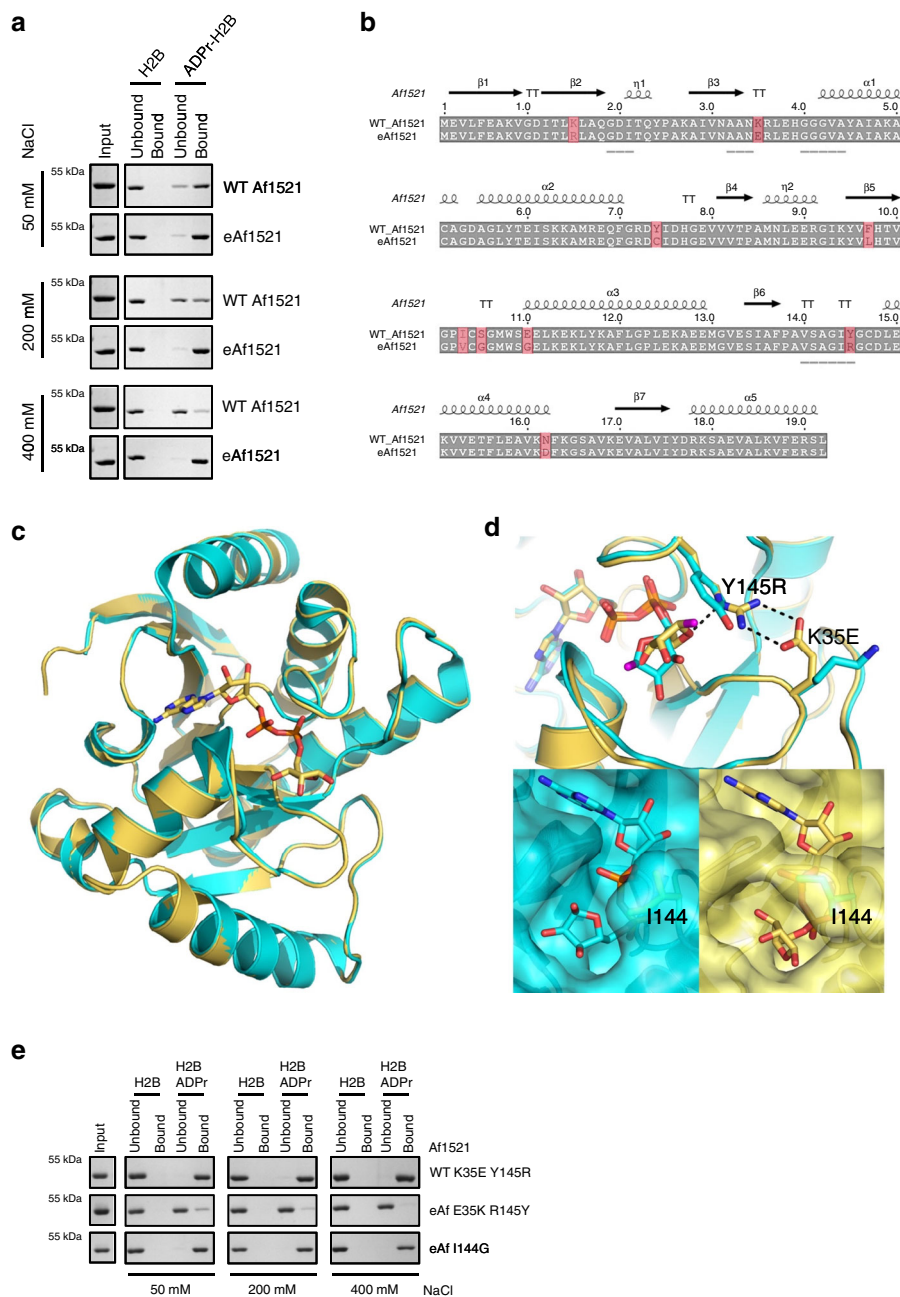 a
H2B
ADPr-H2B
NaCl
Input
Unbound
Bound
Unbound
Bound
50 mM
55 kDa
WT Af1521
eAf1521
200 mM
55 kDa
WT Af1521
eAf1521
400 mM
55 kDa
WT Af1521
55 kDa
eAf1521
b
β1 TT β2 η1 β3 TT α1
Af1521
1 1.0 2.0 3.0 4.0 5.0
WT_Af1521 MEVLFEAKVGDITLKLAQGDITQYPAKAIVNAANKRLEHGGGVAYAIAKA
eAf1521 MEVLFEAKVGDITLRLAQGDITQYPAKAIVNAANERLEHGGGVAYAIAKA
α2 TT β4 η2 β5
Af1521
6.0 7.0 8.0 9.0 10.0
WT_Af1521 CAGDAGLYTEISKKAMREQFGRDYIDHGEVVVTPAMNLEERGIKYVFHTV
eAf1521 CAGDAGLYTEISKKAMREQFGRDCIDHGEVVVTPAMNLEERGIKYVLHTV
TT α3 β6 TT TT
Af1521
11.0 12.0 13.0 14.0 15.0
WT_Af1521 GPICSGMWSEELKEKLYKAFLGPLEKAEEMGVESIAFPAVSAGIYGCDLE
eAf1521 GPVCGGMWSGELKEKLYKAFLGPLEKAEEMGVESIAFPAVSAGIRGCDLE
α4 β7 α5
Af1521
16.0 17.0 18.0 19.0
WT_Af1521 KVVETFLEAVKNFKGSAVKEVALVIYDRKSAEVALKVFERSL
eAf1521 KVVETFLEAVKDFKGSAVKEVALVIYDRKSAEVALKVFERSL
c
d
Y145R
K35E
I144
I144
e
H2B
H2B ADPr
H2B
H2B ADPr
H2B
H2B ADPr
Input
Unbound
Bound
Unbound
Bound
Unbound
Bound
Unbound
Bound
Unbound
Bound
Unbound
Bound
Af1521
55 kDa
WT K35E Y145R
55 kDa
eAf E35K R145Y
55 kDa
eAf I144G
50 mM 200 mM 400 mM NaCl